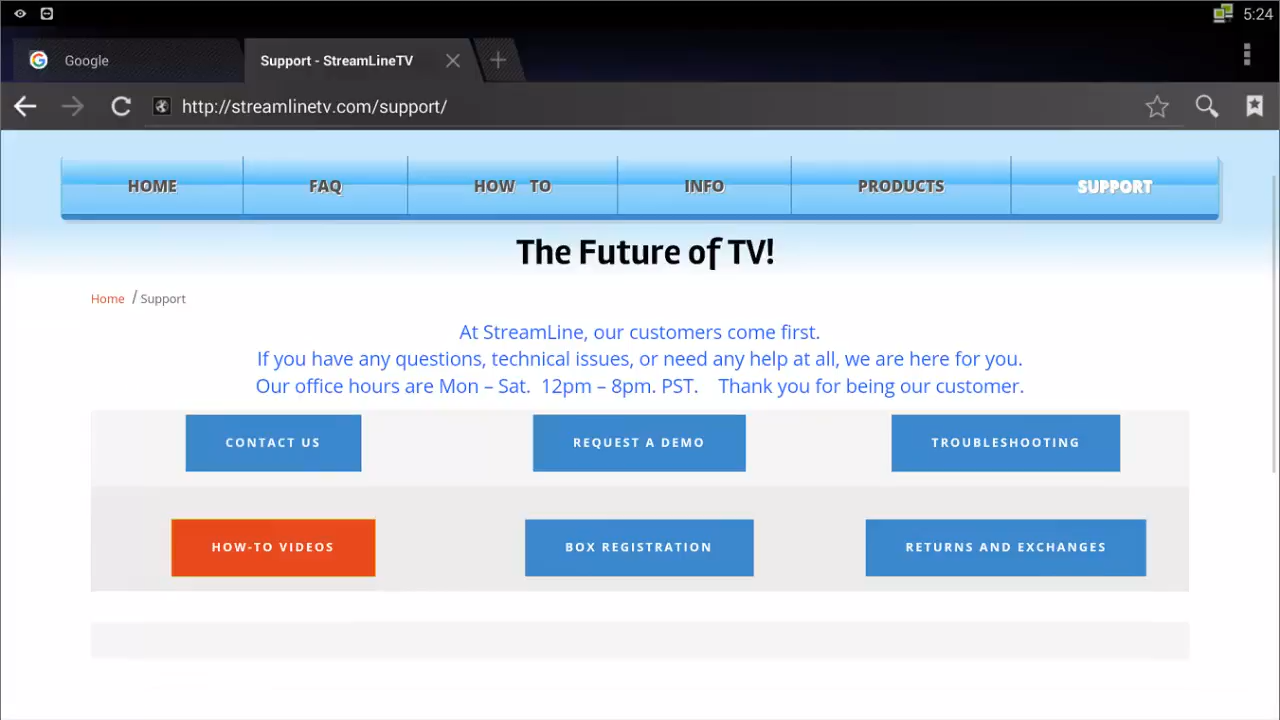 5:24
Google
Support - StreamLineTV
http://streamlinetv.com/support/
HOME FAQ HOW TO INFO PRODUCTS SUPPORT
The Future of TV!
Home / Support
At StreamLine, our customers come first.
If you have any questions, technical issues, or need any help at all, we are here for you.
Our office hours are Mon – Sat. 12pm – 8pm. PST. Thank you for being our customer.
CONTACT US REQUEST A DEMO TROUBLESHOOTING
HOW-TO VIDEOS BOX REGISTRATION RETURNS AND EXCHANGES